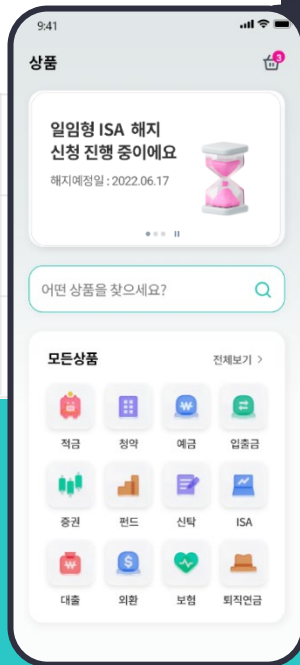 9:41
상품
3
일임형 ISA 해지
신청 진행 중이에요
해지예정일 : 2022.06.17
어떤 상품을 찾으세요?
모든상품 전체보기 >
적금 청약 예금 입출금
증권 펀드 신탁 ISA
대출 외환 보험 퇴직연금